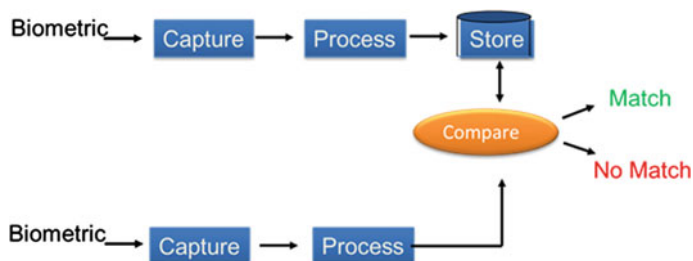 Biometric Capture Process Store
Compare
Match
No Match
Biometric Capture Process